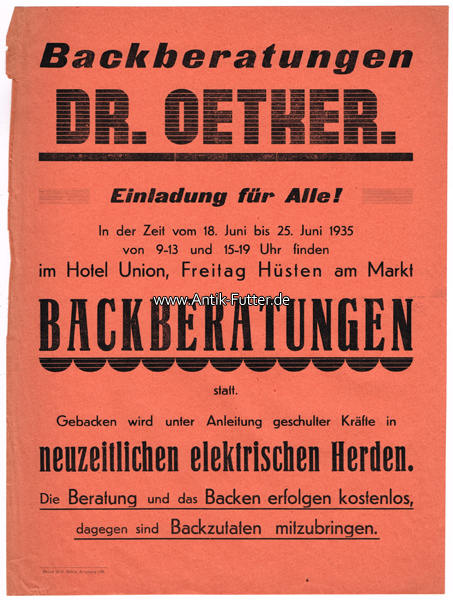 Backberatungen
DR. OETKER.
Einladung für Alle!
In der Zeit vom 18. Juni bis 25. Juni 1935
von 9-13 und 15-19 Uhr finden
im Hotel Union, Freitag Hüsten am Markt
www.Antik-Futter.de
BACKBERATUNGEN
statt.
Gebacken wird unter Anleitung geschulter Kräfte in
neuzeitlichen elektrischen Herden.
Die Beratung und das Backen erfolgen kostenlos,
dagegen sind Backzutaten mitzubringen.